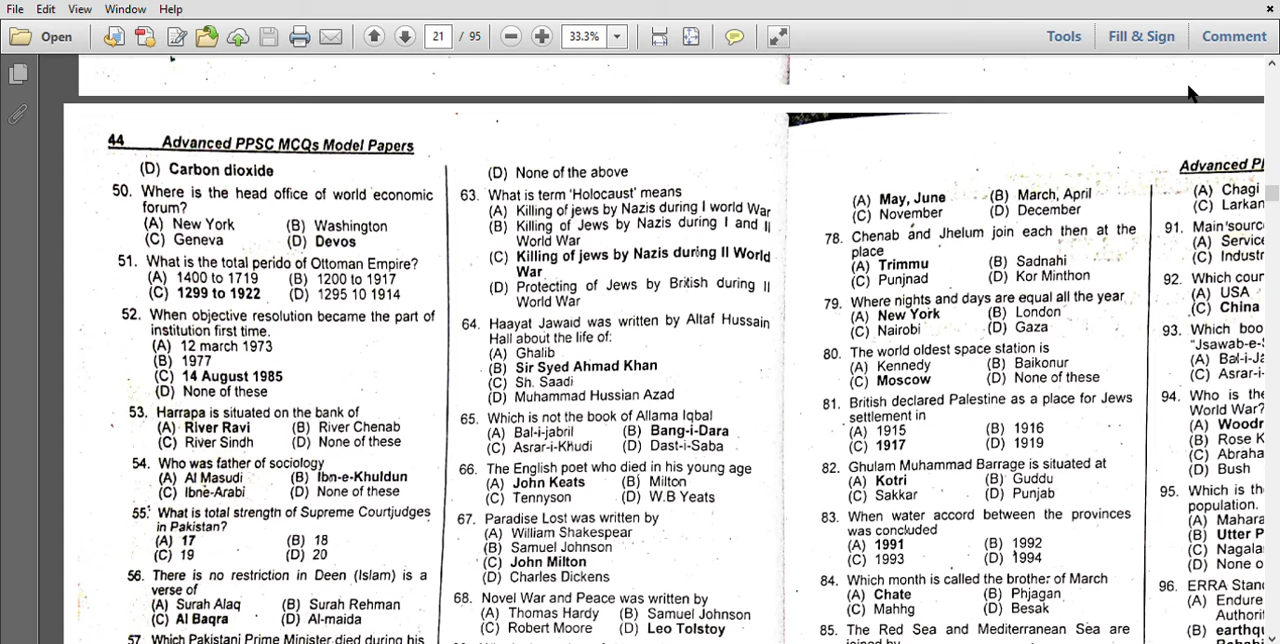 File Edit View Window Help
Open 21 / 95 33.3% Tools Fill & Sign Comment
44 Advanced PPSC MCQs Model Papers
(D) Carbon dioxide
50. Where is the head office of world economic
forum?
(A) New York (B) Washington
(C) Geneva (D) Devos
51. What is the total perido of Ottoman Empire?
(A) 1400 to 1719 (B) 1200 to 1917
(C) 1299 to 1922 (D) 1295 10 1914
52. When objective resolution became the part of
institution first time.
(A) 12 march 1973
(B) 1977
(C) 14 August 1985
(D) None of these
53. Harrapa is situated on the bank of
(A) River Ravi (B) River Chenab
(C) River Sindh (D) None of these
54. Who was father of sociology
(A) Al Masudi (B) Ibn-e-Khuldun
(C) Ibne-Arabi (D) None of these
55. What is total strength of Supreme Courtjudges
in Pakistan?
(A) 17 (B) 18
(C) 19 (D) 20
56. There is no restriction in Deen (Islam) is a
verse of
(A) Surah Alaq (B) Surah Rehman
(C) Al Baqra (D) Al-maida
57. Which Pakistani Prime Minister died during his
(D) None of the above
63. What is term 'Holocaust' means
(A) Killing of jews by Nazis during I world War
(B) Killing of Jews by Nazis during I and II
World War
(C) Killing of jews by Nazis during II World
War
(D) Protecting of Jews by British during II
World War
64. Haayat Jawaid was written by Altaf Hussain
Hall about the life of:
(A) Ghalib
(B) Sir Syed Ahmad Khan
(C) Sh. Saadi
(D) Muhammad Hussian Azad
65. Which is not the book of Allama Iqbal
(A) Bal-i-jabril (B) Bang-i-Dara
(C) Asrar-i-Khudi (D) Dast-i-Saba
66. The English poet who died in his young age
(A) John Keats (B) Milton
(C) Tennyson (D) W.B Yeats
67. Paradise Lost was written by
(A) William Shakespear
(B) Samuel Johnson
(C) John Milton
(D) Charles Dickens
68. Novel War and Peace was written by
(A) Thomas Hardy (B) Samuel Johnson
(C) Robert Moore (D) Leo Tolstoy
(A) May, June (B) March, April
(C) November (D) December
78. Chenab and Jhelum join each then at the
place
(A) Trimmu (B) Sadnahi
(C) Punjnad (D) Kor Minthon
79. Where nights and days are equal all the year
(A) New York (B) London
(C) Nairobi (D) Gaza
80. The world oldest space station is
(A) Kennedy (B) Baikonur
(C) Moscow (D) None of these
81. British declared Palestine as a place for Jews
settlement in
(A) 1915 (B) 1916
(C) 1917 (D) 1919
82. Ghulam Muhammad Barrage is situated at
(A) Kotri (B) Guddu
(C) Sakkar (D) Punjab
83. When water accord between the provinces
was concluded
(A) 1991 (B) 1992
(C) 1993 (D) 1994
84. Which month is called the brother of March
(A) Chate (B) Phjagan
(C) Mahhg (D) Besak
85. The Red Sea and Mediterranean Sea are
Advanced P
(A) Chagi
(C) Larkan
91. Main sourc
(A) Service
(C) Industr
92. Which cour
(A) USA
(C) China
93. Which boo
"Jsawab-e-
(A) Bal-i-Ja
(C) Asrar-i-
94. Who is the
World War?
(A) Woodr
(B) Rose K
(C) Abraha
(D) Bush
95. Which is th
population.
(A) Mahara
(B) Utter P
(C) Nagala
(D) None o
96. ERRA Stan
(A) Endure
Authori
(B) earthqu